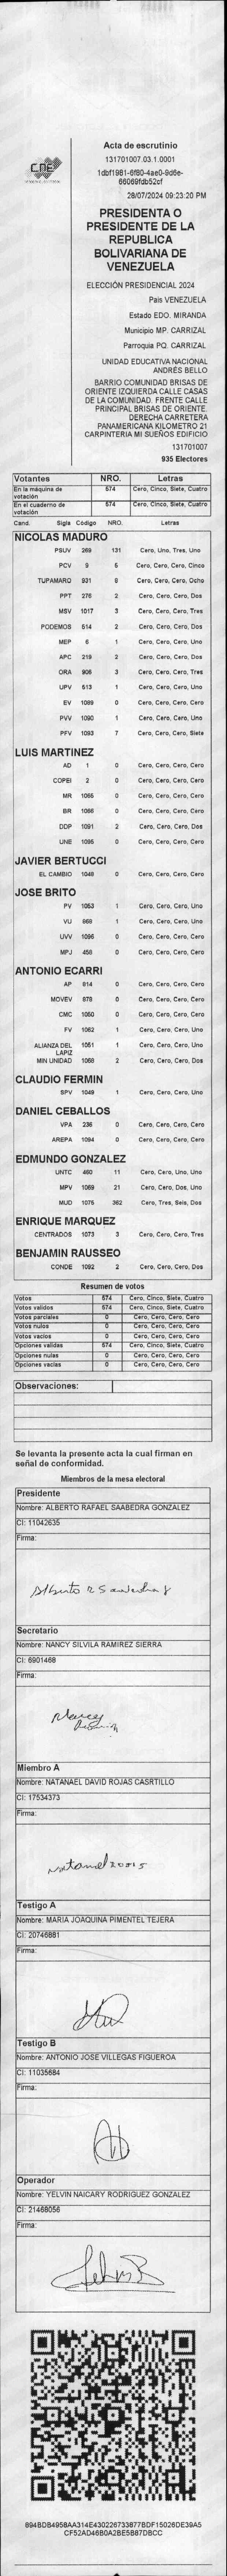 CNE
Acta de escrutinio
131701007.03.1.0001
28/07/2024 09:23:20 PM
PRESIDENTA O
PRESIDENTE DE LA
REPUBLICA
BOLIVARIANA DE
VENEZUELA
ELECCIÓN PRESIDENCIAL 2024
Pais VENEZUELA
Estado EDO. MIRANDA
Municipio MP. CARRIZAL
Parroquia PQ. CARRIZAL
UNIDAD EDUCATIVA NACIONAL
ANDRÉS BELLO
BARRIO COMUNIDAD BRISAS DE
ORIENTE IZQUIERDA CALLE CASAS
DE LA COMUNIDAD. FRENTE CALLE
PRINCIPAL BRISAS DE ORIENTE.
DERECHA CARRETERA
PANAMERICANA KILOMETRO 21
CARPINTERIA MI SUEÑOS EDIFICIO
131701007
935 Electores
Votantes NRO. Letras
En la máquina de votación 574 Cero, Cinco, Siete, Cuatro
En el cuaderno de votación 574 Cero, Cinco, Siete, Cuatro
Cand. Sigla Código NRO. Letras
NICOLAS MADURO
PSUV 269 131 Cero, Uno, Tres, Uno
PCV 9 5 Cero, Cero, Cero, Cinco
TUPAMARO 931 8 Cero, Cero, Cero, Ocho
PPT 276 2 Cero, Cero, Cero, Dos
MSV 1017 3 Cero, Cero, Cero, Tres
PODEMOS 514 2 Cero, Cero, Cero, Dos
MEP 6 1 Cero, Cero, Cero, Uno
APC 219 2 Cero, Cero, Cero, Dos
ORA 906 3 Cero, Cero, Cero, Tres
UPV 513 1 Cero, Cero, Cero, Uno
EV 1089 0 Cero, Cero, Cero, Cero
PVV 1090 1 Cero, Cero, Cero, Uno
PFV 1093 7 Cero, Cero, Cero, Siete
LUIS MARTINEZ
AD 1 0 Cero, Cero, Cero, Cero
COPEI 2 0 Cero, Cero, Cero, Cero
MR 1055 0 Cero, Cero, Cero, Cero
BR 1066 0 Cero, Cero, Cero, Cero
DDP 1091 2 Cero, Cero, Cero, Dos
UNE 1095 0 Cero, Cero, Cero, Cero
JAVIER BERTUCCI
EL CAMBIO 1048 0 Cero, Cero, Cero, Cero
JOSE BRITO
PV 1053 1 Cero, Cero, Cero, Uno
VU 969 1 Cero, Cero, Cero, Uno
UVV 1096 0 Cero, Cero, Cero, Cero
MPJ 458 0 Cero, Cero, Cero, Cero
ANTONIO ECARRI
AP 814 0 Cero, Cero, Cero, Cero
MOVEV 978 0 Cero, Cero, Cero, Cero
CMC 1050 0 Cero, Cero, Cero, Cero
FV 1062 1 Cero, Cero, Cero, Uno
ALIANZA DEL LAPIZ 1051 1 Cero, Cero, Cero, Uno
MIN UNIDAD 1068 2 Cero, Cero, Cero, Dos
CLAUDIO FERMIN
SPV 1049 1 Cero, Cero, Cero, Uno
DANIEL CEBALLOS
VPA 236 0 Cero, Cero, Cero, Cero
AREPA 1094 0 Cero, Cero, Cero, Cero
EDMUNDO GONZALEZ
UNTC 460 11 Cero, Cero, Uno, Uno
MPV 1069 21 Cero, Cero, Dos, Uno
MUD 1075 362 Cero, Tres, Seis, Dos
ENRIQUE MARQUEZ
CENTRADOS 1073 3 Cero, Cero, Cero, Tres
BENJAMIN RAUSSEO
CONDE 1092 2 Cero, Cero, Cero, Dos
Resumen de votos
Votos 574 Cero, Cinco, Siete, Cuatro
Votos validos 574 Cero, Cinco, Siete, Cuatro
Votos parciales 0 Cero, Cero, Cero, Cero
Votos nulos 0 Cero, Cero, Cero, Cero
Votos vacios 0 Cero, Cero, Cero, Cero
Opciones validas 574 Cero, Cinco, Siete, Cuatro
Opciones nulas 0 Cero, Cero, Cero, Cero
Opciones vacias 0 Cero, Cero, Cero, Cero
Observaciones:
Se levanta la presente acta la cual firman en
señal de conformidad.
Miembros de la mesa electoral
Presidente
Nombre: ALBERTO RAFAEL SAABEDRA GONZALEZ
CI: 11042635
Firma:
Secretario
Nombre: NANCY SILVILA RAMIREZ SIERRA
CI: 6901468
Firma:
Nancy
Miembro A
Nombre: NATANAEL DAVID ROJAS CASRTILLO
CI: 17534373
Firma:
Testigo A
Nombre: MARIA JOAQUINA PIMENTEL TEJERA
CI: 20746881
Firma:
Testigo B
Nombre: ANTONIO JOSE VILLEGAS FIGUEROA
CI: 11035684
Firma:
Operador
Nombre: YELVIN NAICARY RODRIGUEZ GONZALEZ
CI: 21468056
Firma:
894BDB4958AA314E430226733877BDF15026DE39A5
CF52AD46B0A2BE5B87DBCC